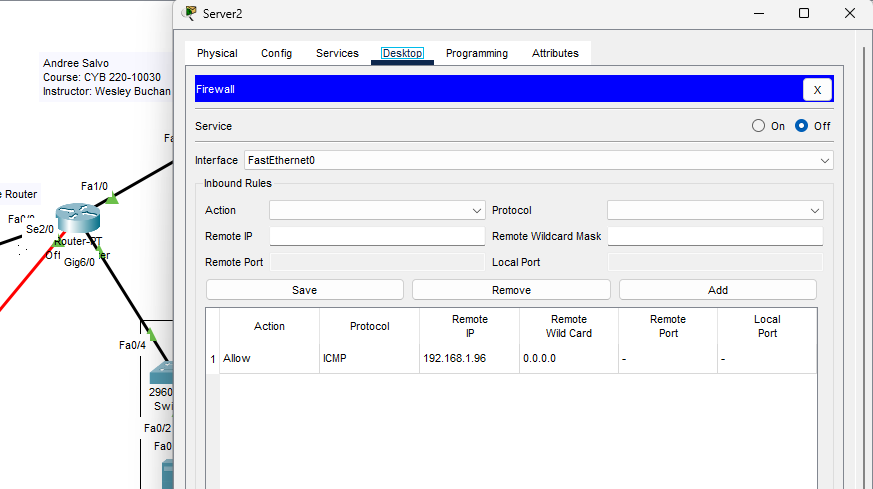 Server2
Physical Config Services Desktop Programming Attributes
Andree Salvo
Course: CYB 220-10030
Instructor: Wesley Buchan
Firewall X
Service On Off
Interface FastEthernet0
Inbound Rules
Action Protocol
Remote IP Remote Wildcard Mask
Remote Port Local Port
Save Remove Add
Action Protocol Remote IP Remote Wild Card Remote Port Local Port
1 Allow ICMP 192.168.1.96 0.0.0.0 - -
Fa
Fa1/0
e Router
Se2/0
Router-PT
Gig6/0
Fa0/4
2960
Swi
Fa0/2
Fa0